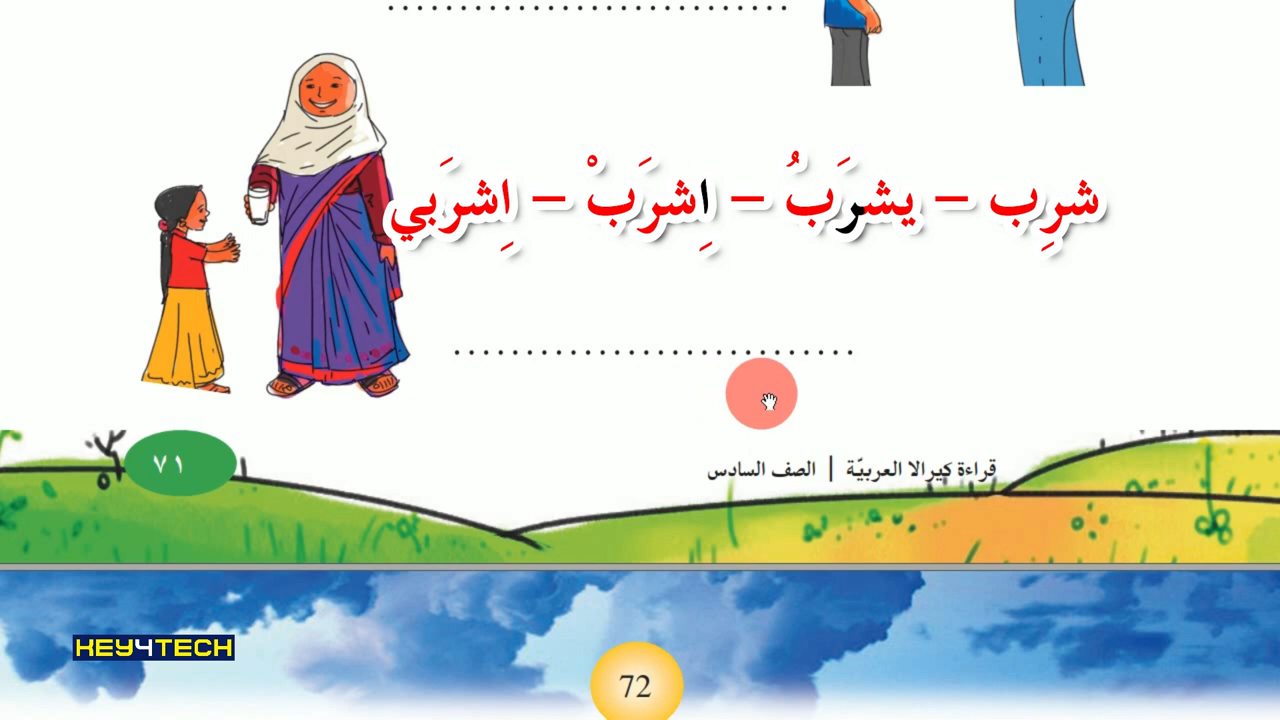 شرِب – يشرَبُ – اِشرَبْ – اِشرَبي
قراءة كيرالا العربيّة | الصف السادس
٧١
KEY4TECH
72